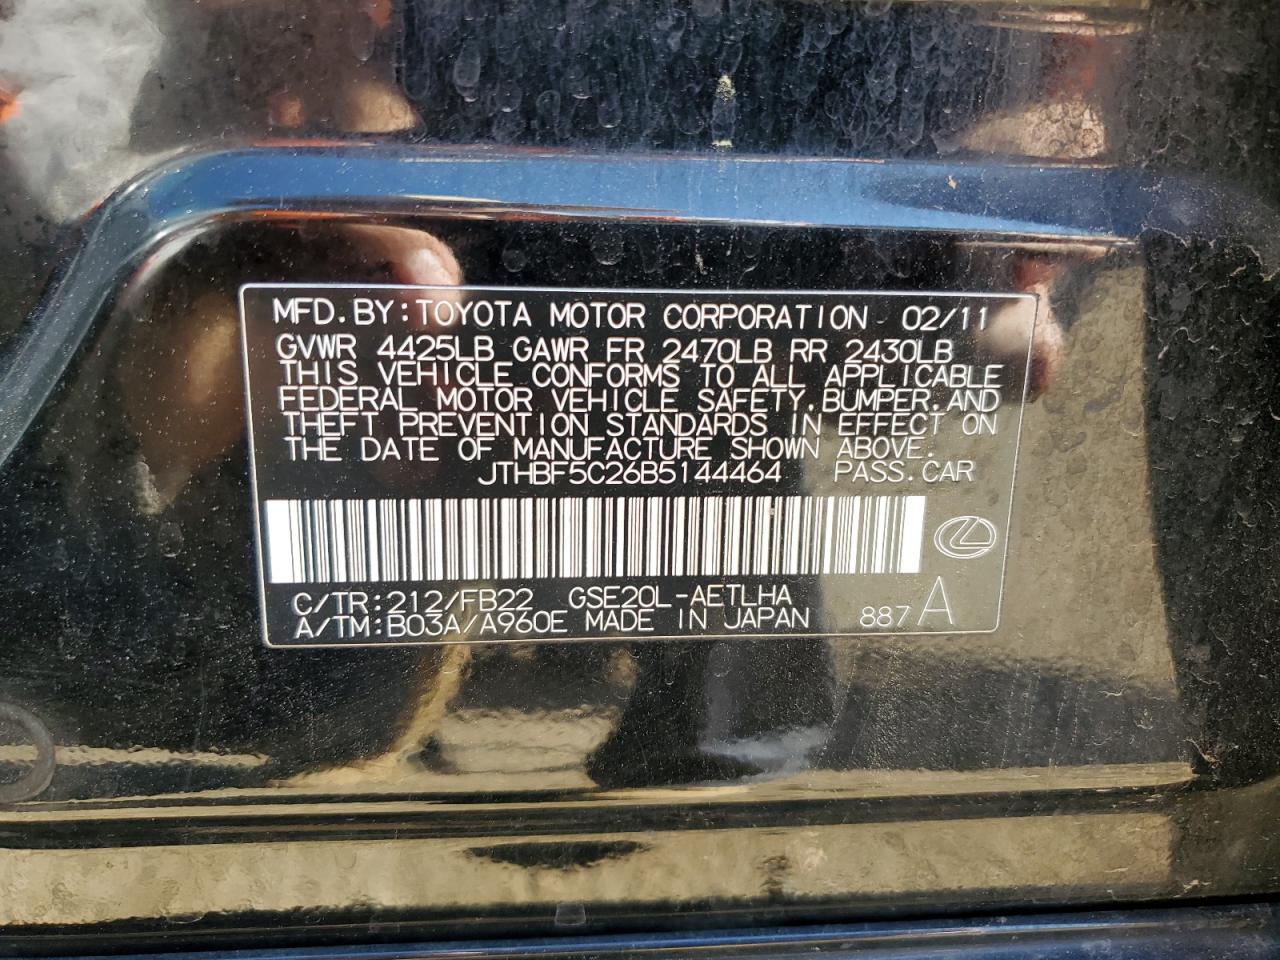 MFD.BY:TOYOTA MOTOR CORPORATION 02/11
GVWR 4425LB GAWR FR 2470LB RR 2430LB
THIS VEHICLE CONFORMS TO ALL APPLICABLE
FEDERAL MOTOR VEHICLE SAFETY,BUMPER,AND
THEFT PREVENTION STANDARDS IN EFFECT ON
THE DATE OF MANUFACTURE SHOWN ABOVE.
JTHBF5C26B5144464 PASS.CAR
C/TR:212/FB22 GSE20L-AETLHA
A/TM:B03A/A960E MADE IN JAPAN 887A